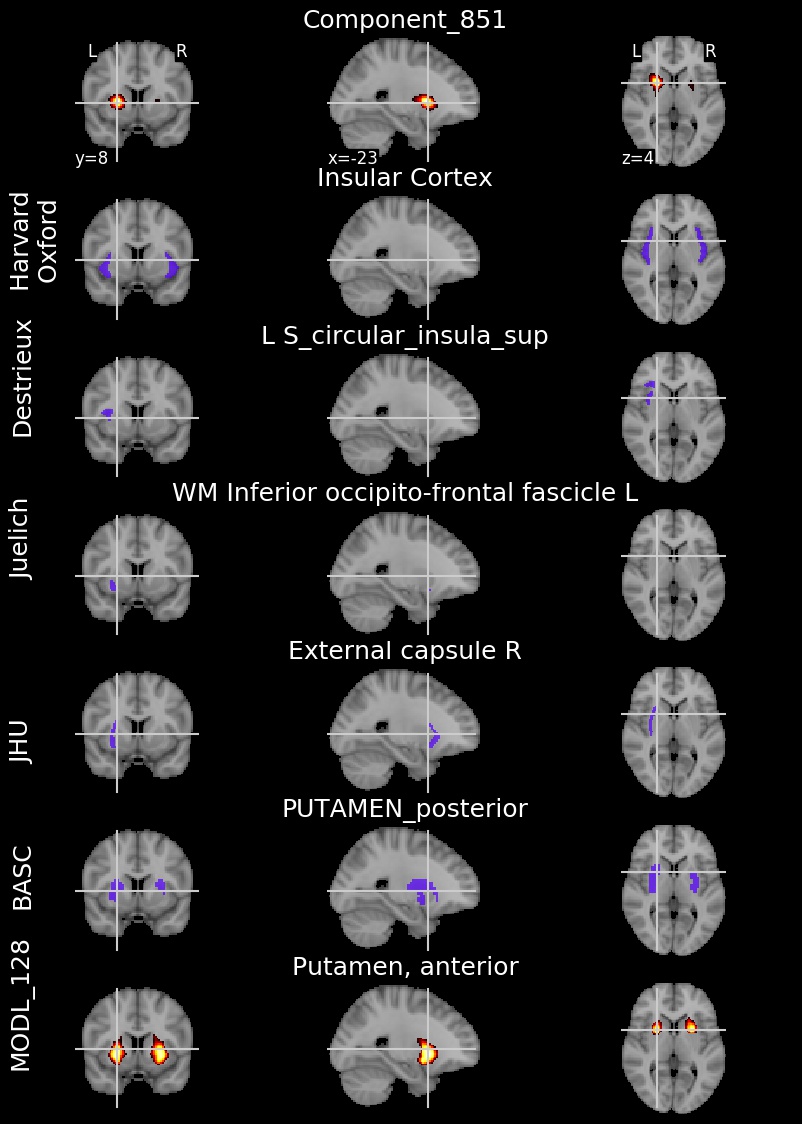 Component_851
L R L R
y=8 x=-23 z=4
Harvard
Oxford
Insular Cortex
Destrieux
L S_circular_insula_sup
Juelich
WM Inferior occipito-frontal fascicle L
JHU
External capsule R
BASC
PUTAMEN_posterior
MODL_128
Putamen, anterior